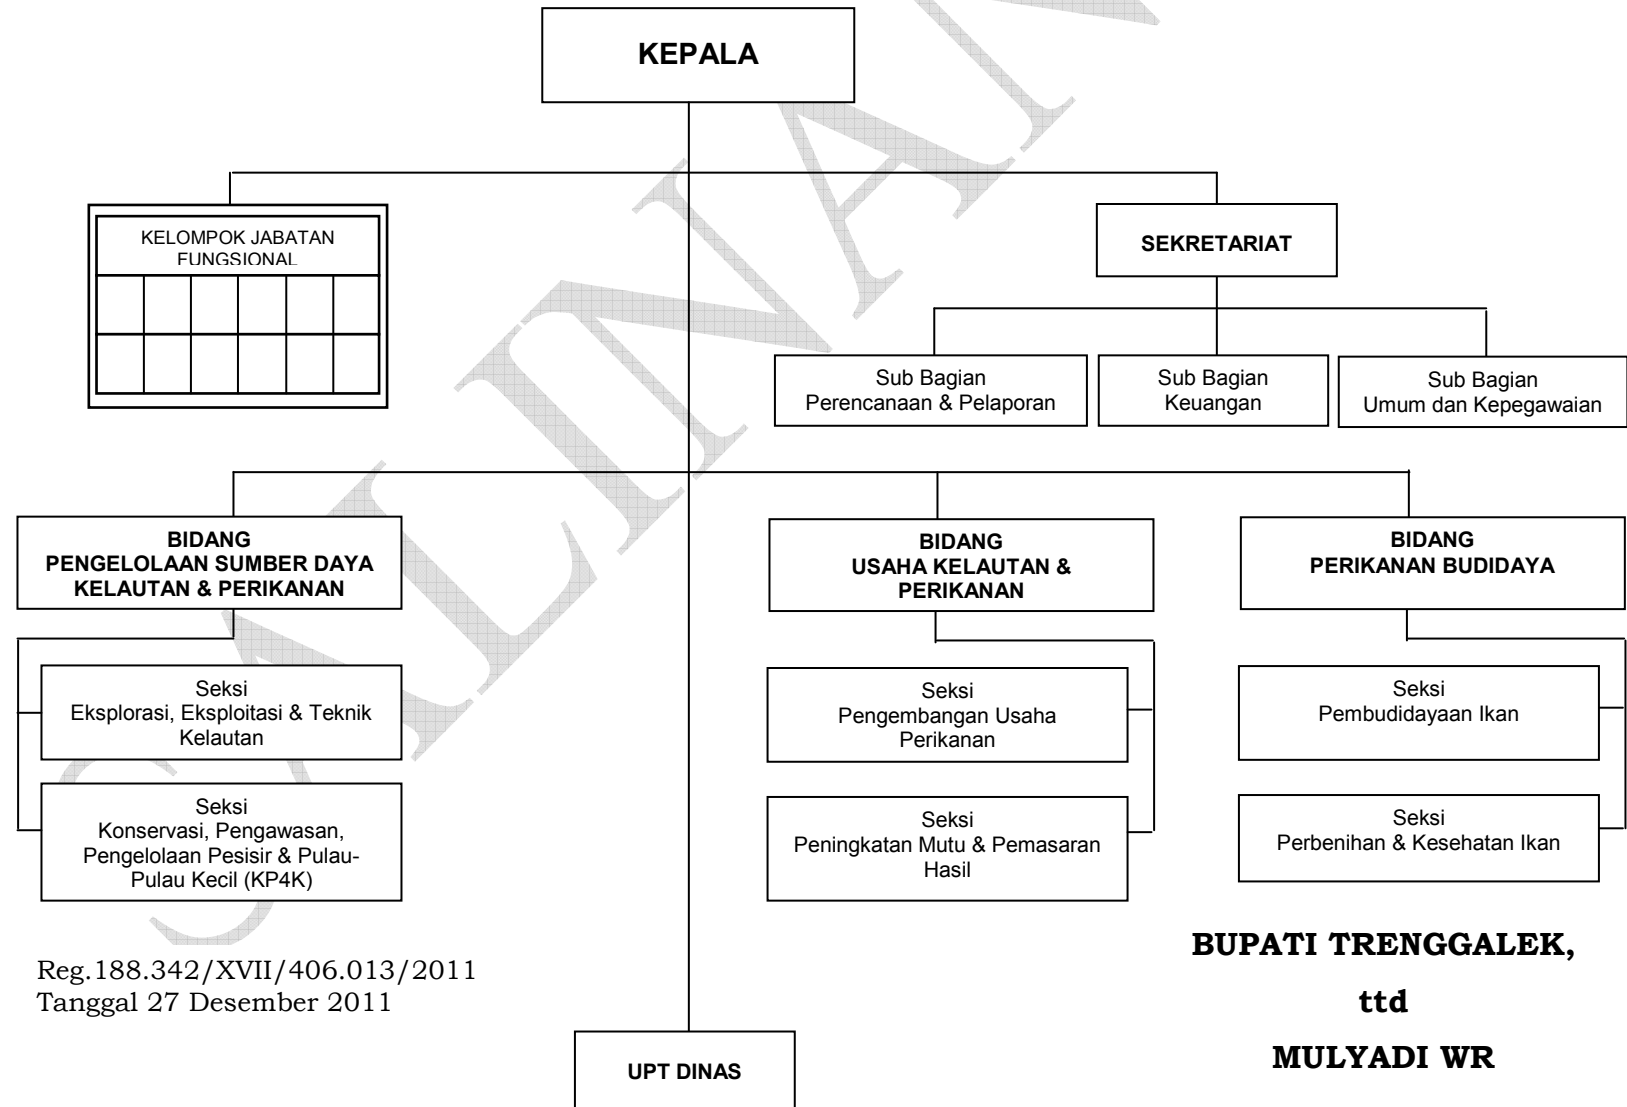 KEPALA
KELOMPOK JABATAN
FUNGSIONAL
SEKRETARIAT
Sub Bagian
Perencanaan & Pelaporan
Sub Bagian
Keuangan
Sub Bagian
Umum dan Kepegawaian
BIDANG
PENGELOLAAN SUMBER DAYA
KELAUTAN & PERIKANAN
BIDANG
USAHA KELAUTAN &
PERIKANAN
BIDANG
PERIKANAN BUDIDAYA
Seksi
Eksplorasi, Eksploitasi & Teknik
Kelautan
Seksi
Pengembangan Usaha
Perikanan
Seksi
Pembudidayaan Ikan
Seksi
Konservasi, Pengawasan,
Pengelolaan Pesisir & Pulau-
Pulau Kecil (KP4K)
Seksi
Peningkatan Mutu & Pemasaran
Hasil
Seksi
Perbenihan & Kesehatan Ikan
Reg.188.342/XVII/406.013/2011
Tanggal 27 Desember 2011
BUPATI TRENGGALEK,
ttd
MULYADI WR
UPT DINAS
SALINAN